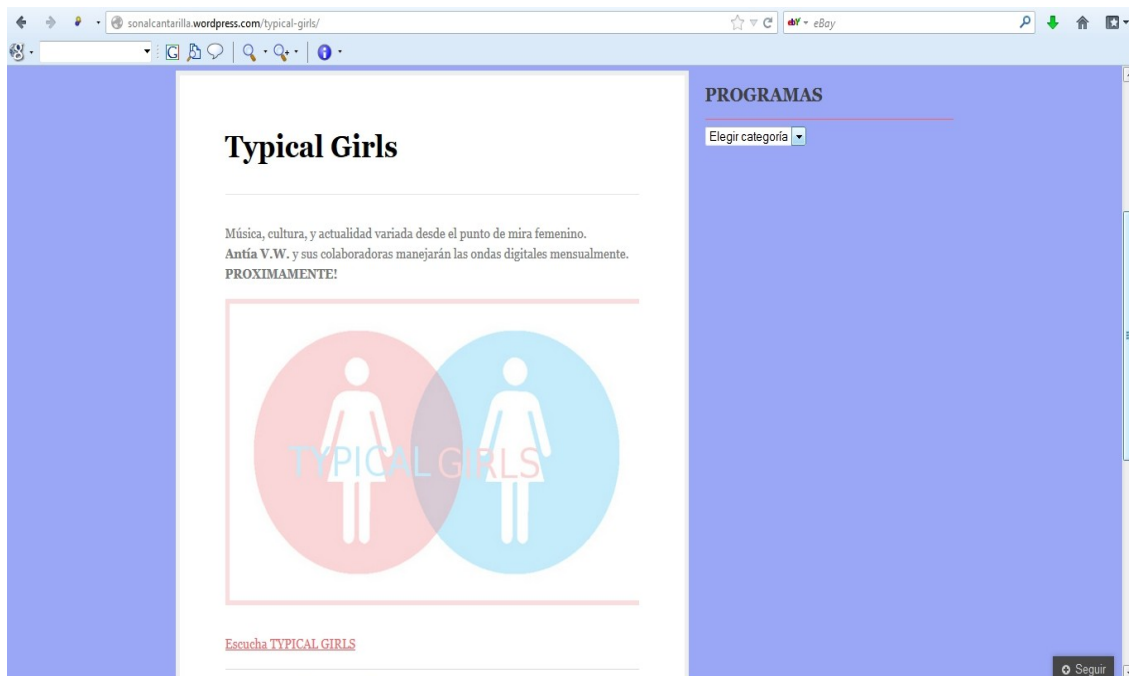 sonalcantarilla.wordpress.com/typical-girls/
ebY eBay
PROGRAMAS
Elegir categoría
Typical Girls
Música, cultura, y actualidad variada desde el punto de mira femenino.
Antía V.W. y sus colaboradoras manejarán las ondas digitales mensualmente.
PROXIMAMENTE!
TYPICAL GIRLS
Escucha TYPICAL GIRLS
Seguir